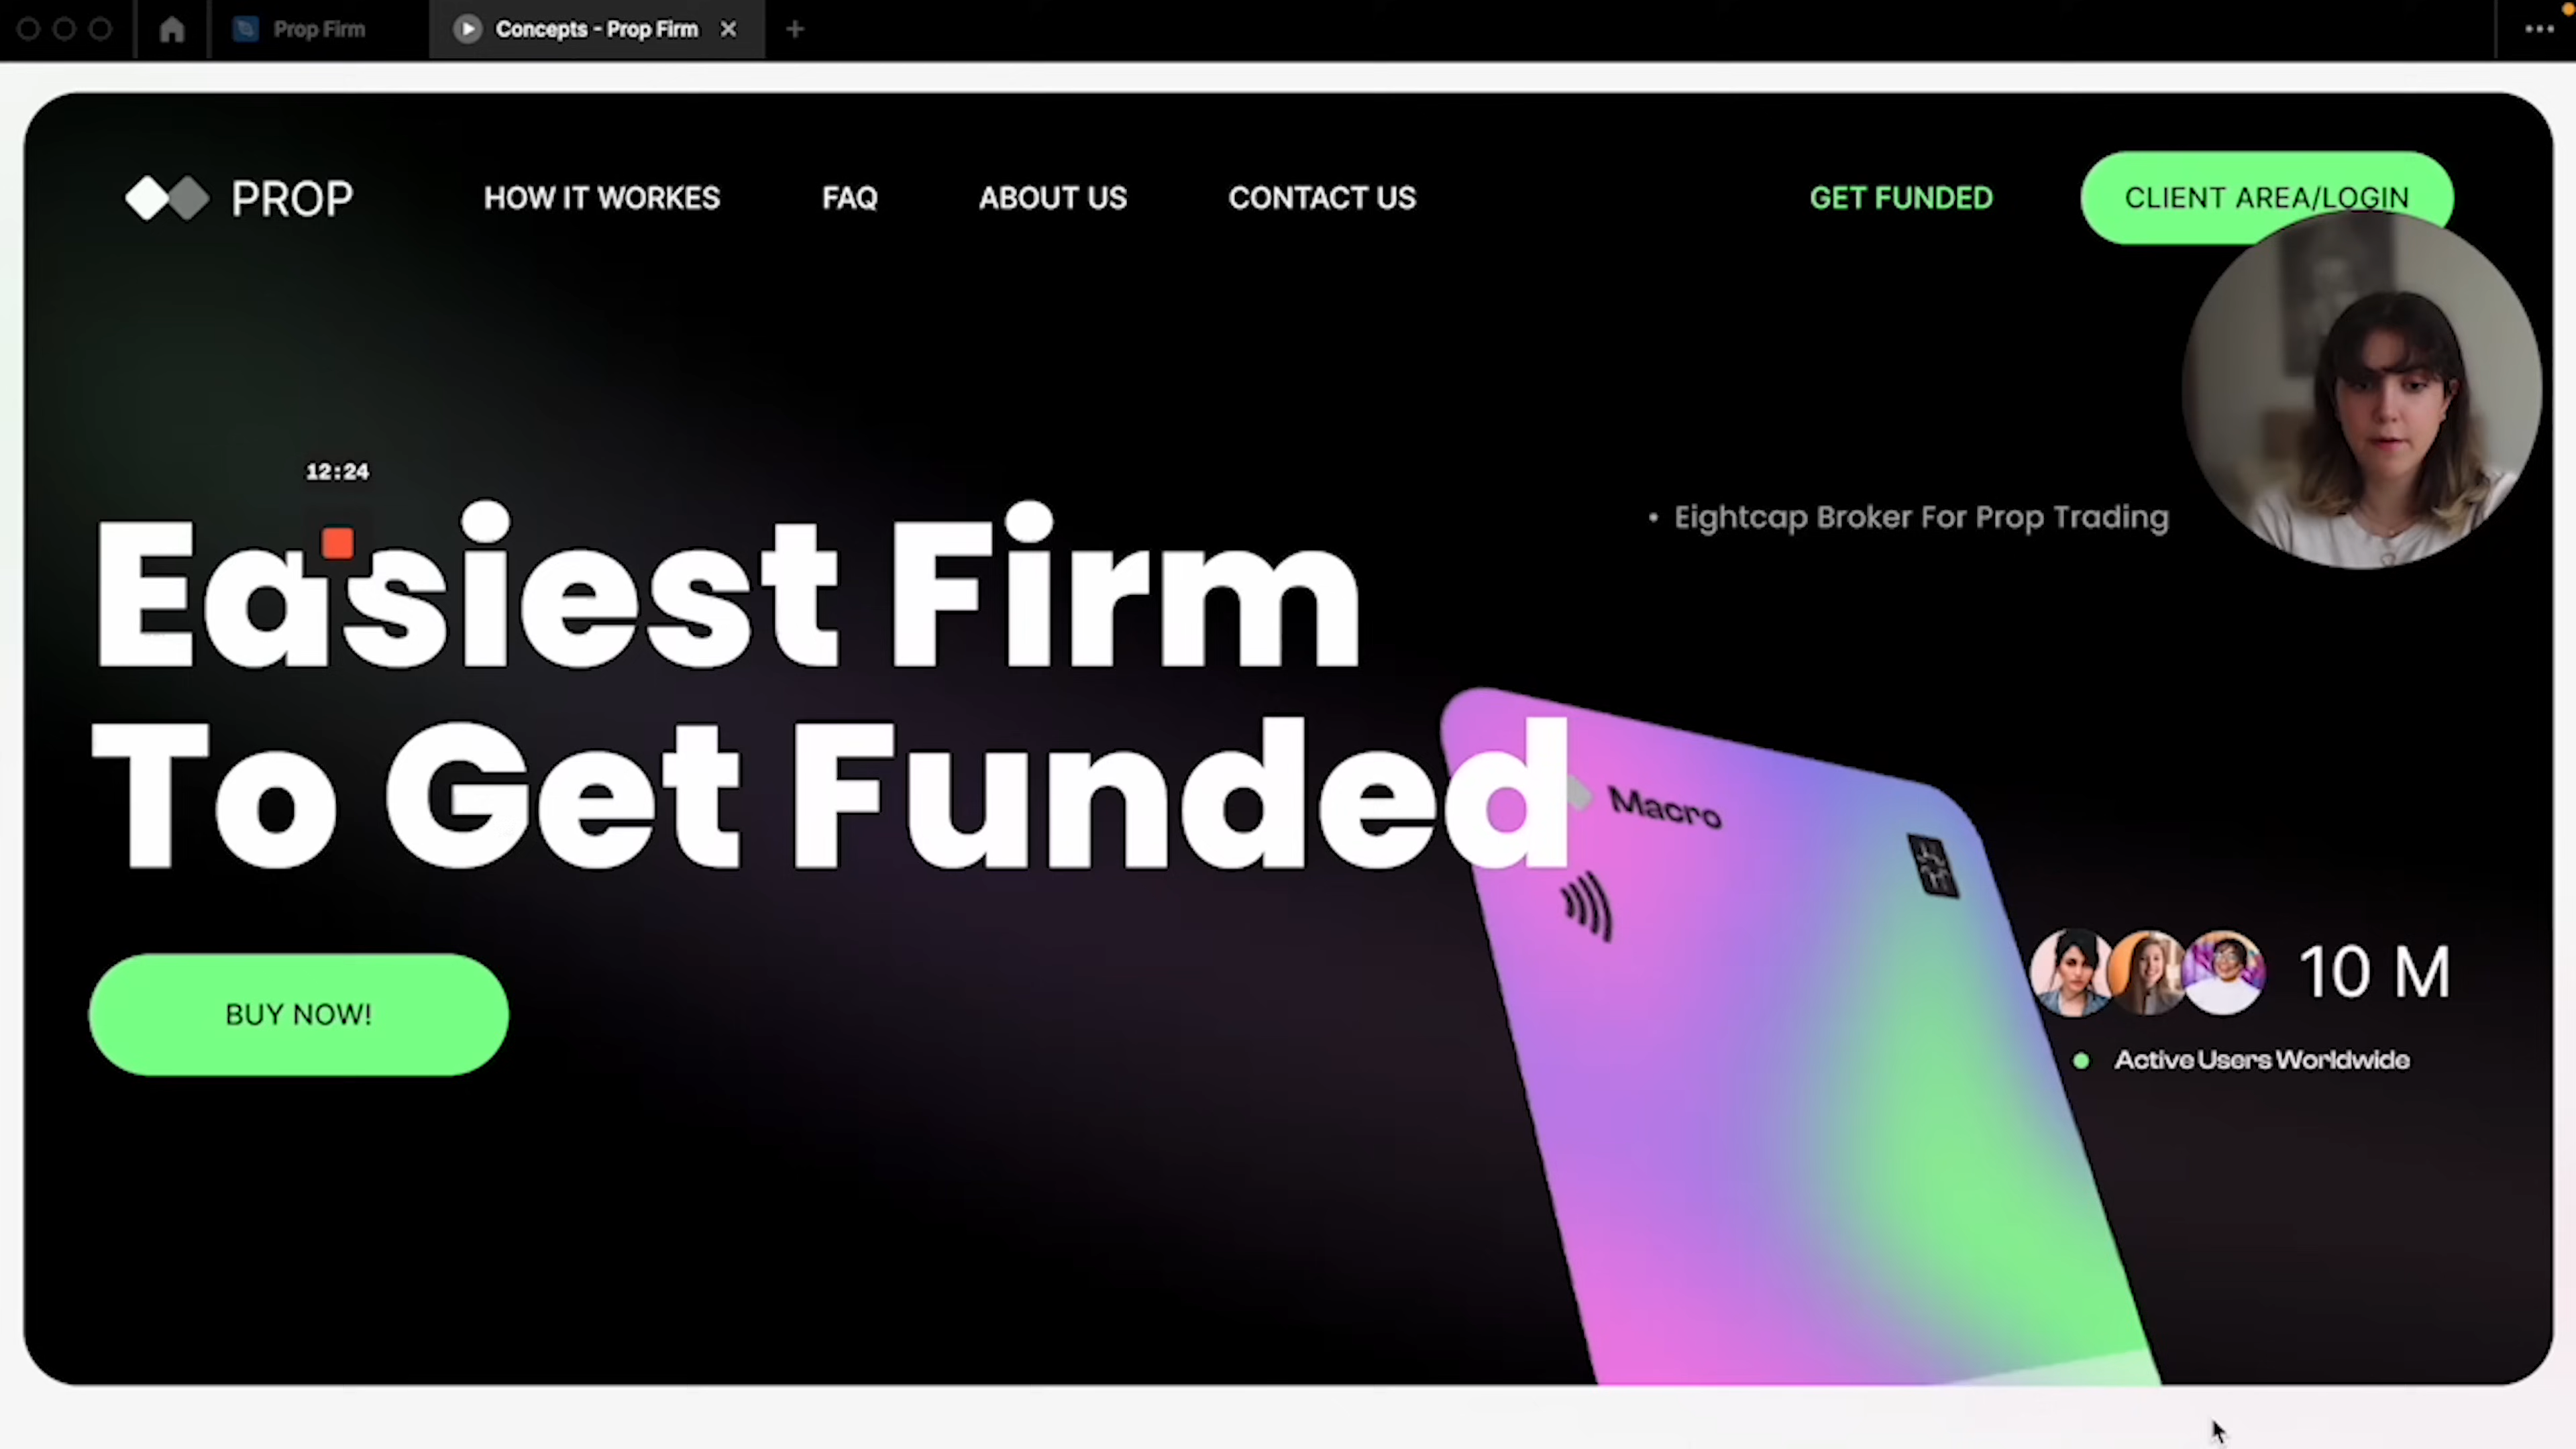 Prop Firm
Concepts - Prop Firm
PROP
HOW IT WORKES
FAQ
ABOUT US
CONTACT US
GET FUNDED
CLIENT AREA/LOGIN
12:24
Easiest Firm
To Get Funded
• Eightcap Broker For Prop Trading
Macro
BUY NOW!
10 M
Active Users Worldwide